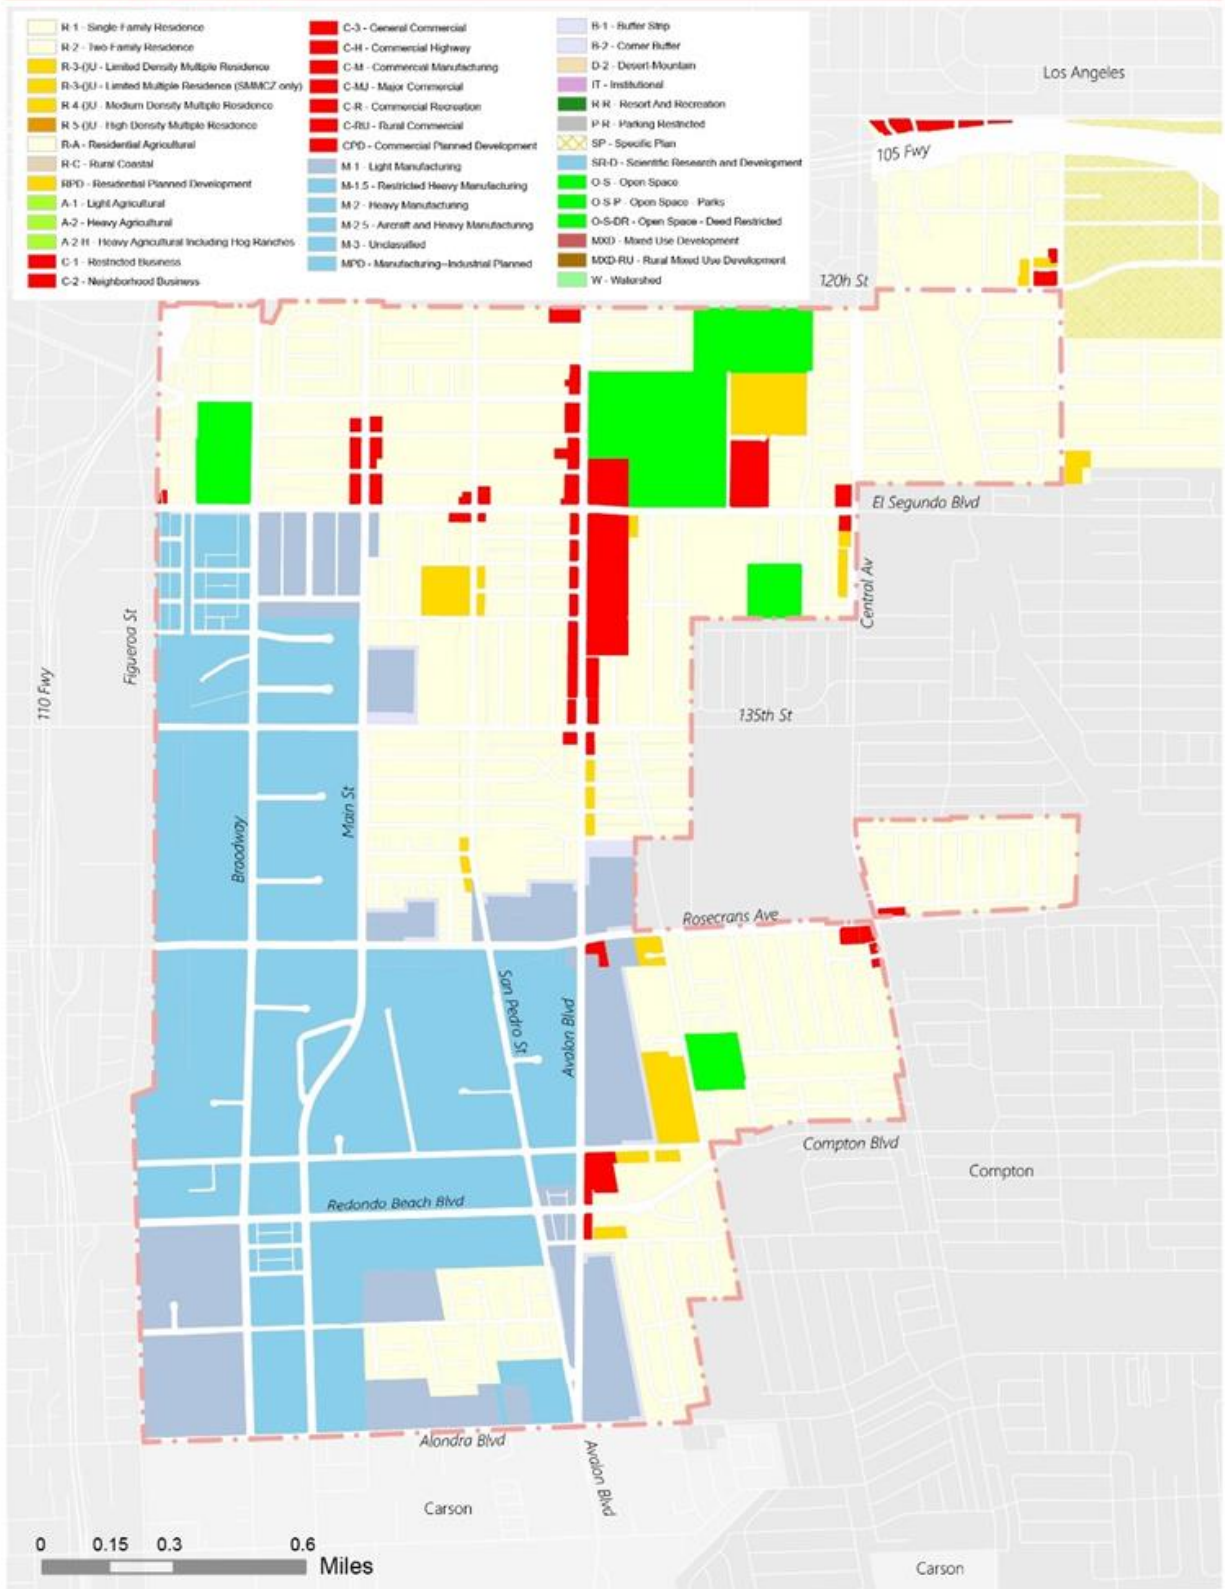 R-1 - Single Family Residence
R-2 - Two Family Residence
R-3-()U - Limited Density Multiple Residence
R-3-()U - Limited Multiple Residence (SMMCZ only)
R-4-()U - Medium Density Multiple Residence
R-5-()U - High Density Multiple Residence
R-A - Residential Agricultural
R-C - Rural Coastal
RPD - Residential Planned Development
A-1 - Light Agricultural
A-2 - Heavy Agricultural
A-2-H - Heavy Agricultural Including Hog Ranches
C-1 - Restricted Business
C-2 - Neighborhood Business
C-3 - General Commercial
C-H - Commercial Highway
C-M - Commercial Manufacturing
C-MJ - Major Commercial
C-R - Commercial Recreation
C-RU - Rural Commercial
CPD - Commercial Planned Development
M-1 - Light Manufacturing
M-1.5 - Restricted Heavy Manufacturing
M-2 - Heavy Manufacturing
M-2.5 - Aircraft and Heavy Manufacturing
M-3 - Unclassified
MPD - Manufacturing--Industrial Planned
B-1 - Buffer Strip
B-2 - Corner Buffer
D-2 - Desert-Mountain
IT - Institutional
R-R - Resort And Recreation
P-R - Parking Restricted
SP - Specific Plan
SR-D - Scientific Research and Development
O-S - Open Space
O-S-P - Open Space - Parks
O-S-DR - Open Space - Deed Restricted
MXD - Mixed Use Development
MXD-RU - Rural Mixed Use Development
W - Watershed
Los Angeles
105 Fwy
120h St
El Segundo Blvd
Central Av
Figueroa St
110 Fwy
135th St
Main St
Broadway
Rosecrans Ave
San Pedro St
Avalon Blvd
Compton Blvd
Compton
Redondo Beach Blvd
Alondra Blvd
Avalon Blvd
Carson
0 0.15 0.3 0.6
Miles
Carson